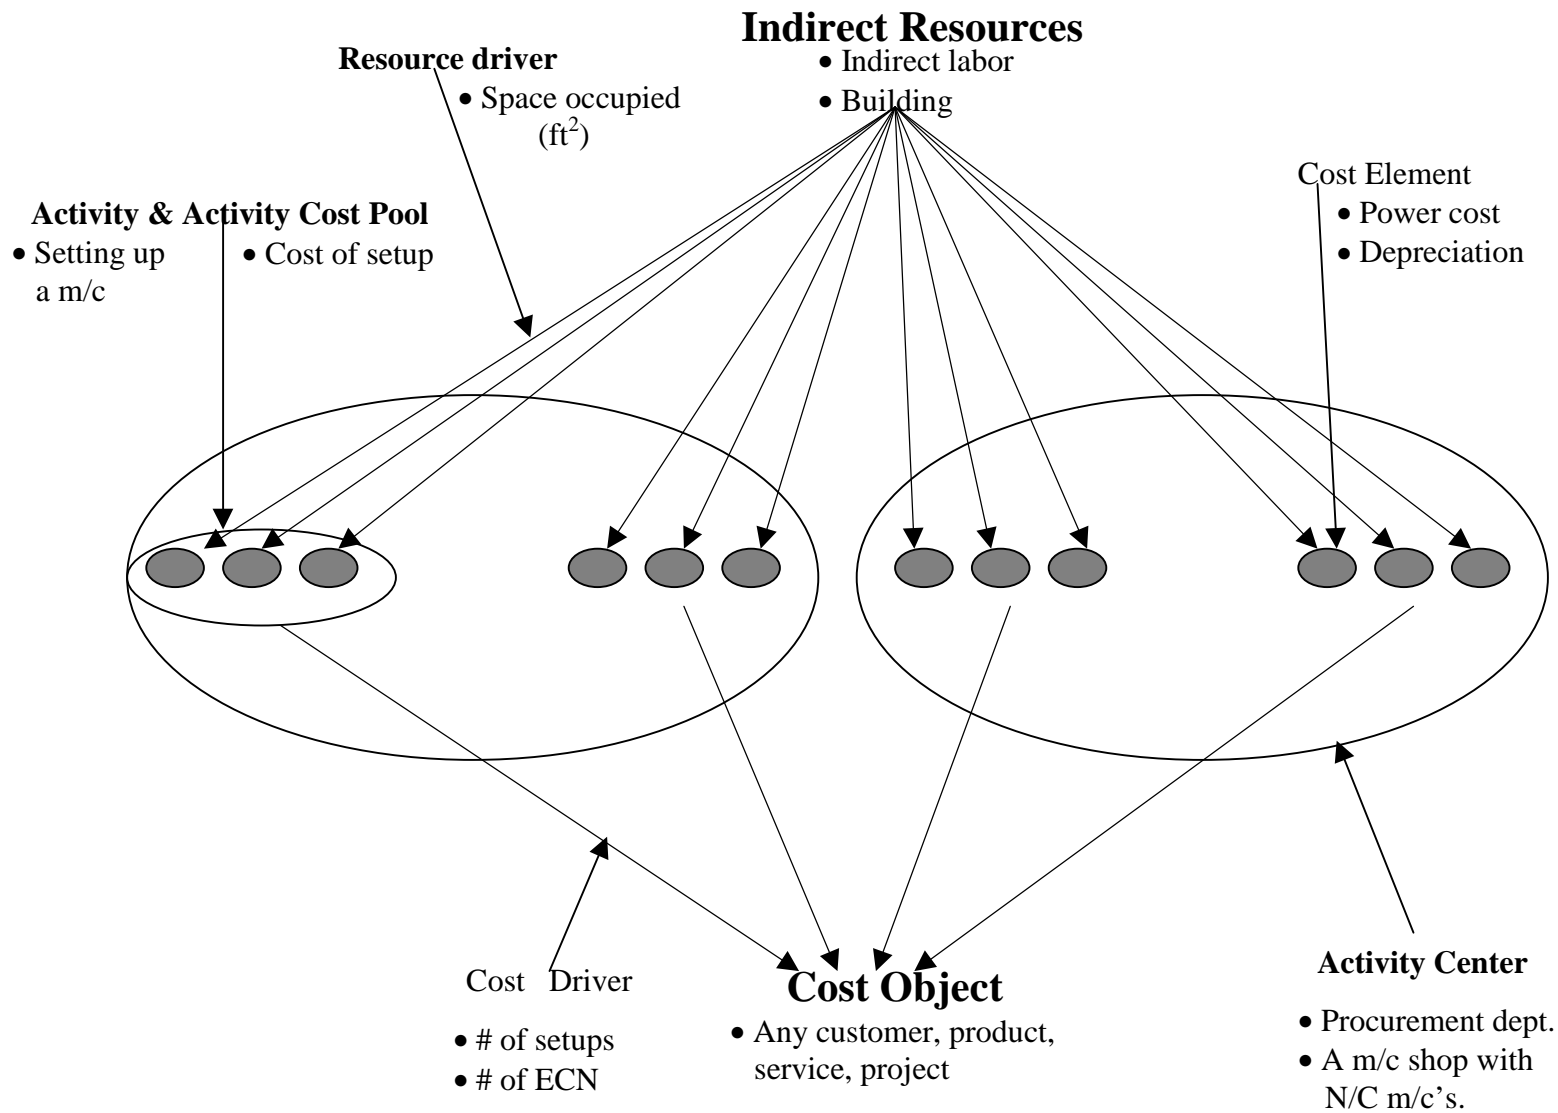 Indirect Resources
• Indirect labor
• Building
Resource driver
• Space occupied
(ft²)
Cost Element
• Power cost
• Depreciation
Activity & Activity Cost Pool
• Setting up
a m/c
• Cost of setup
Cost Driver
• # of setups
• # of ECN
Cost Object
• Any customer, product,
service, project
Activity Center
• Procurement dept.
• A m/c shop with
N/C m/c's.